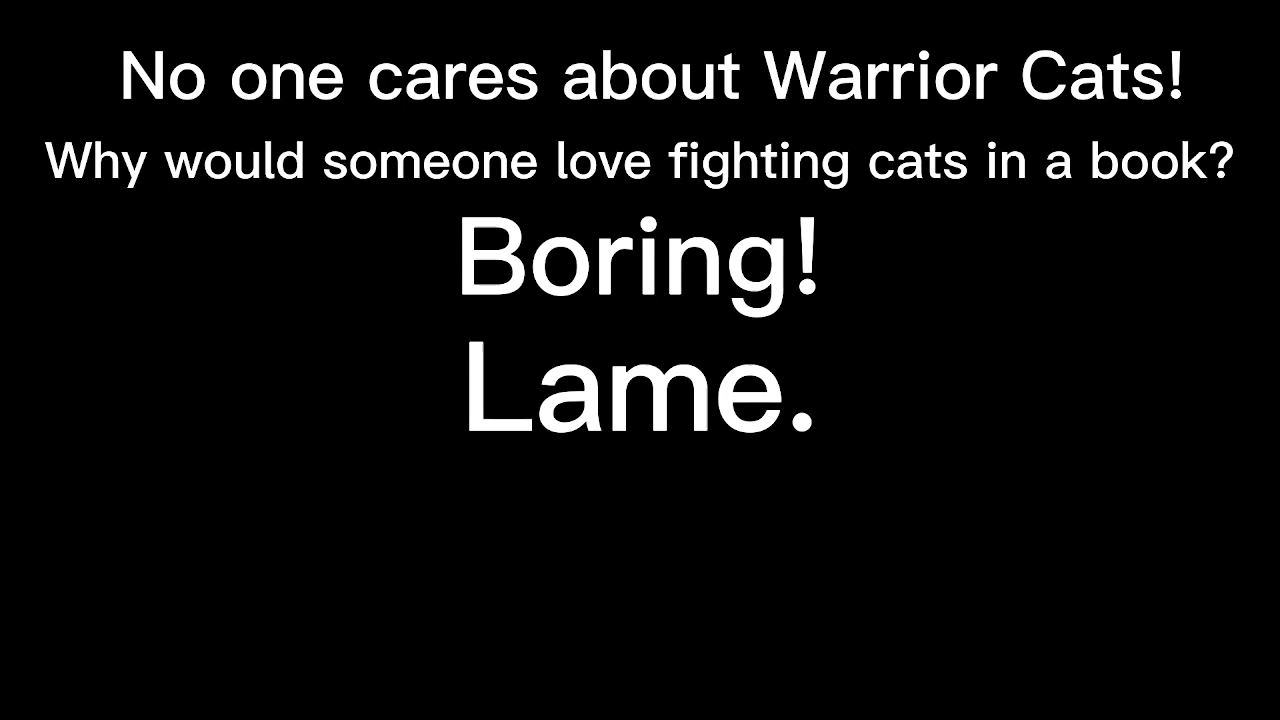 No one cares about Warrior Cats!
Why would someone love fighting cats in a book?
Boring!
Lame.